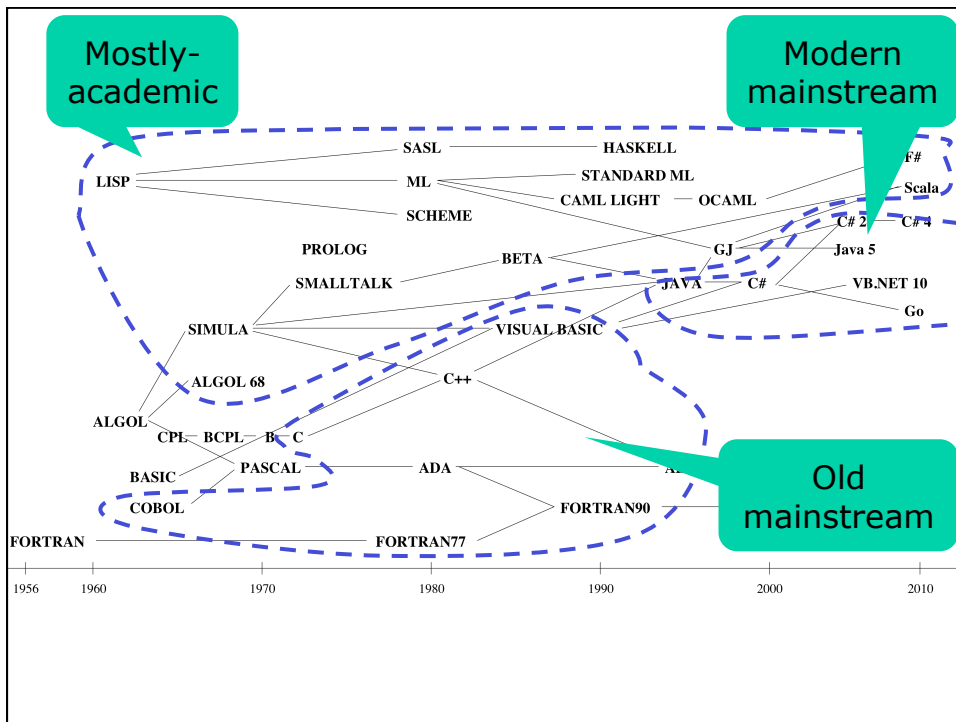 Mostly-
academic
Modern
mainstream
SASL
HASKELL
F#
LISP
ML
STANDARD ML
Scala
CAML LIGHT
OCAML
SCHEME
C# 2
C# 4
PROLOG
GJ
Java 5
BETA
SMALLTALK
JAVA
C#
VB.NET 10
Go
SIMULA
VISUAL BASIC
ALGOL 68
C++
ALGOL
CPL
BCPL
B
C
BASIC
PASCAL
ADA
Old
mainstream
COBOL
FORTRAN90
FORTRAN
FORTRAN77
1956
1960
1970
1980
1990
2000
2010